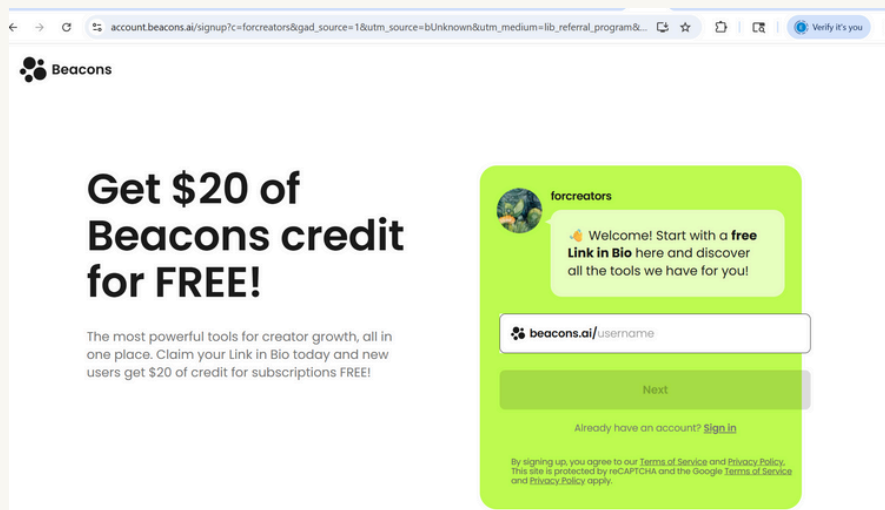 account.beacons.ai/signup?c=forcreators&gad_source=1&utm_source=bUnknown&utm_medium=lib_referral_program&...
Verify it's you
Beacons
Get $20 of
Beacons credit
for FREE!
The most powerful tools for creator growth, all in
one place. Claim your Link in Bio today and new
users get $20 of credit for subscriptions FREE!
forcreators
👋 Welcome! Start with a free
Link in Bio here and discover
all the tools we have for you!
beacons.ai/username
Next
Already have an account? Sign in
By signing up, you agree to our Terms of Service and Privacy Policy.
This site is protected by reCAPTCHA and the Google Terms of Service
and Privacy Policy apply.